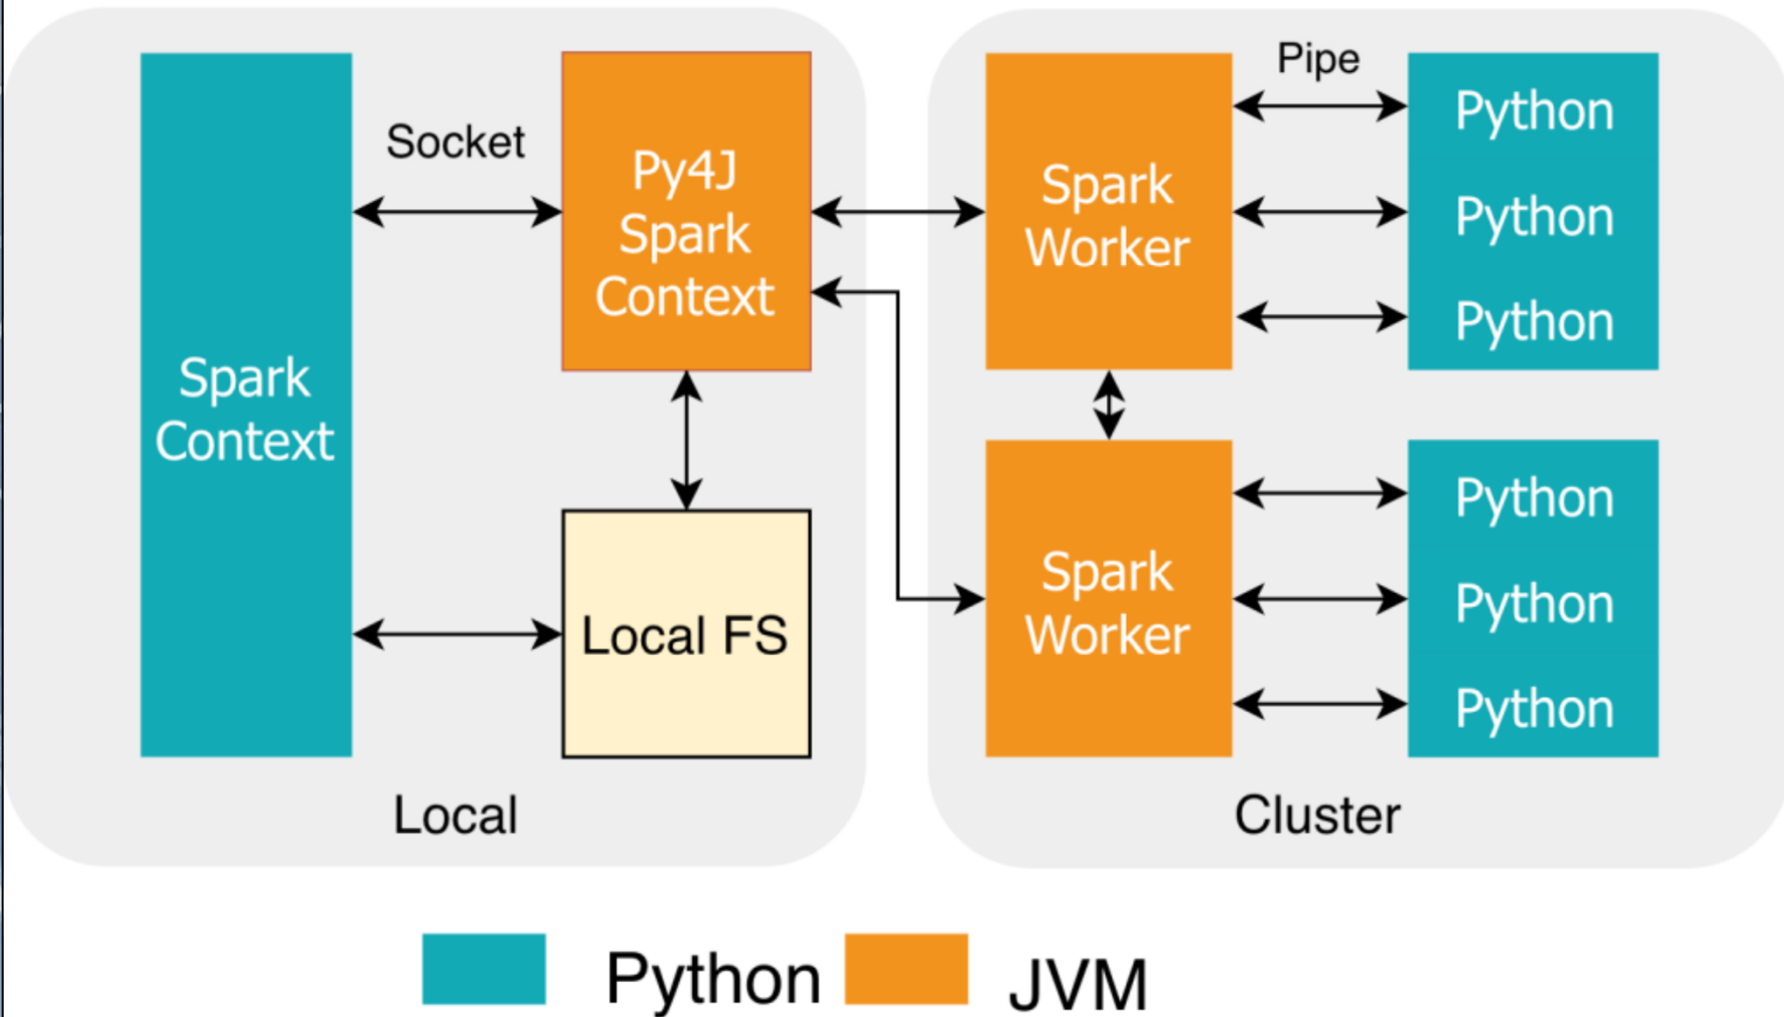 Spark
Context
Socket
Py4J
Spark
Context
Local FS
Local
Spark
Worker
Pipe
Python
Python
Python
Spark
Worker
Python
Python
Python
Cluster
Python
JVM